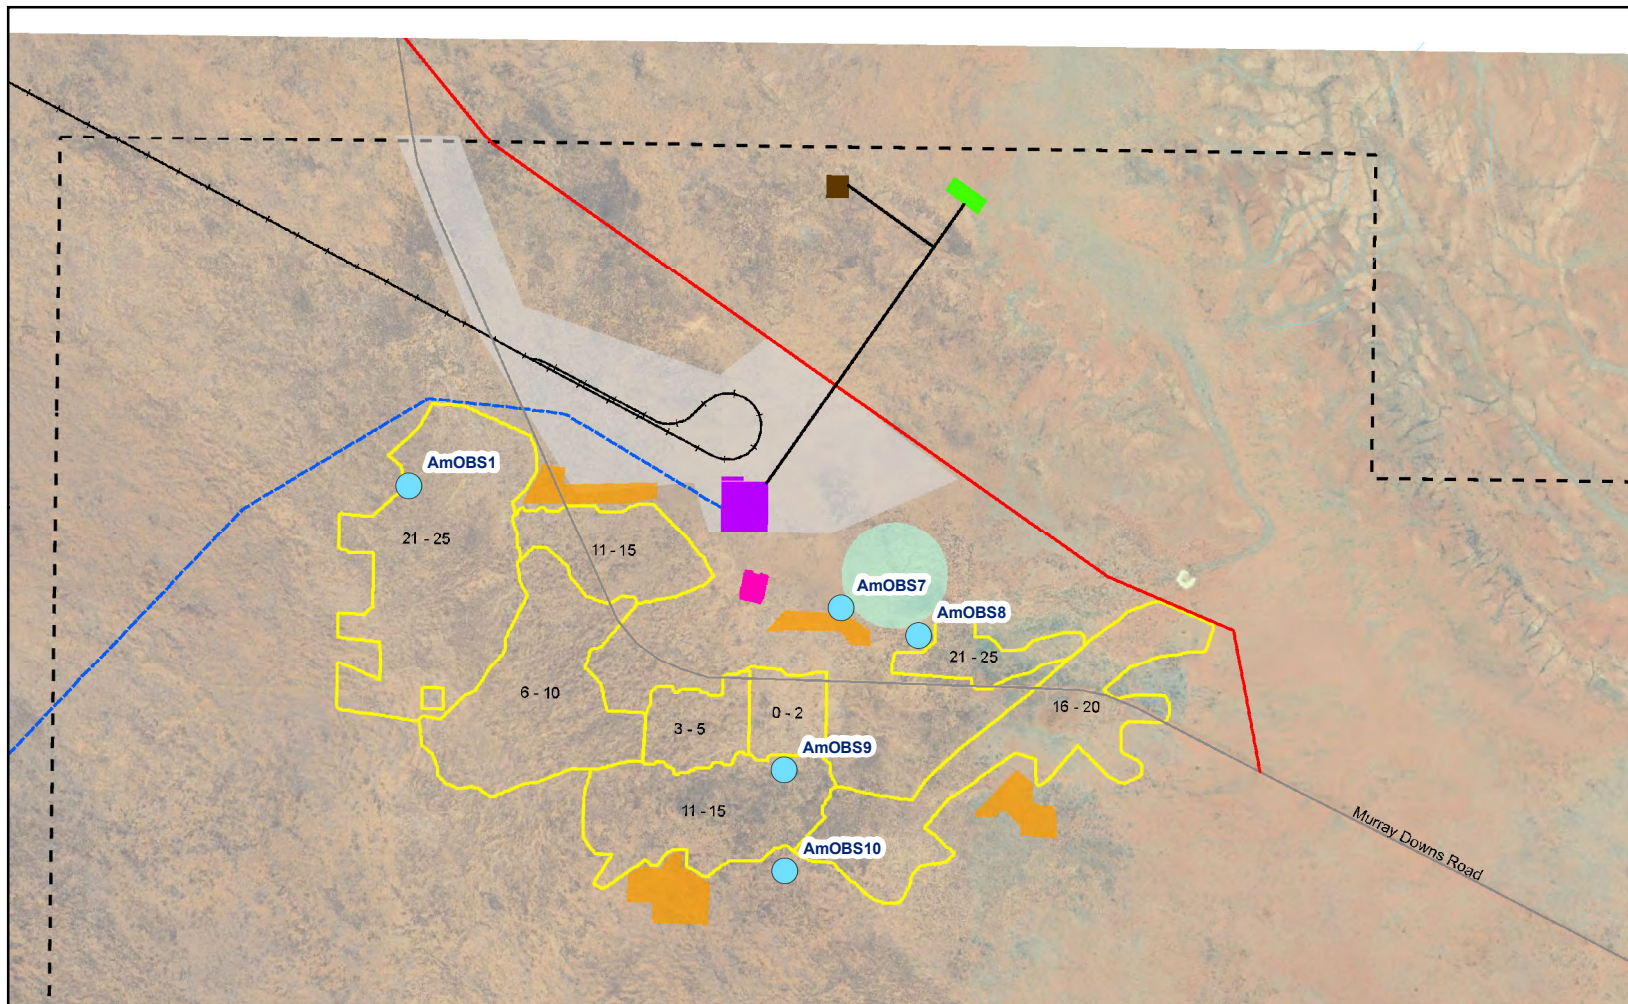 AmOBS1
21 - 25
11 - 15
AmOBS7
AmOBS8
21 - 25
6 - 10
16 - 20
0 - 2
3 - 5
AmOBS9
11 - 15
AmOBS10
Murray Downs Road